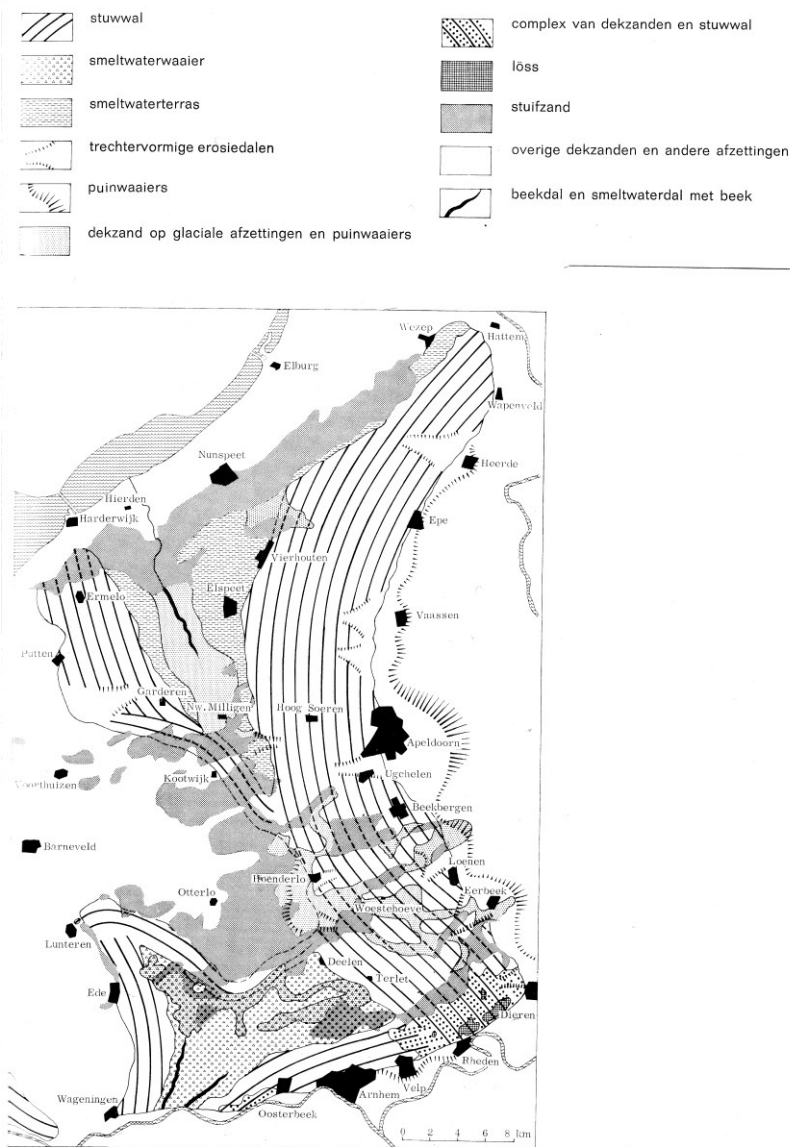 stuwwal
smeltwaterwaaier
smeltwaterterras
trechtervormige erosiedalen
puinwaaiers
dekzand op glaciale afzettingen en puinwaaiers
complex van dekzanden en stuwwal
löss
stuifzand
overige dekzanden en andere afzettingen
beekdal en smeltwaterdal met beek
Wezep
Hattem
Elburg
Wapenveld
Nunspeet
Heerde
Hierden
Harderwijk
Epe
Vierhouten
Ermelo
Elspeet
Vaassen
Putten
Garderen
Nw. Milligen
Hoog Soeren
Apeldoorn
Voorthuizen
Kootwijk
Ugchelen
Beekbergen
Barneveld
Loenen
Hoenderlo
Eerbeek
Otterlo
Woestehoeve
Lunteren
Deelen
Terlet
Ede
Dieren
Rheden
Velp
Arnhem
Wageningen
Oosterbeek
0 2 4 6 8 km